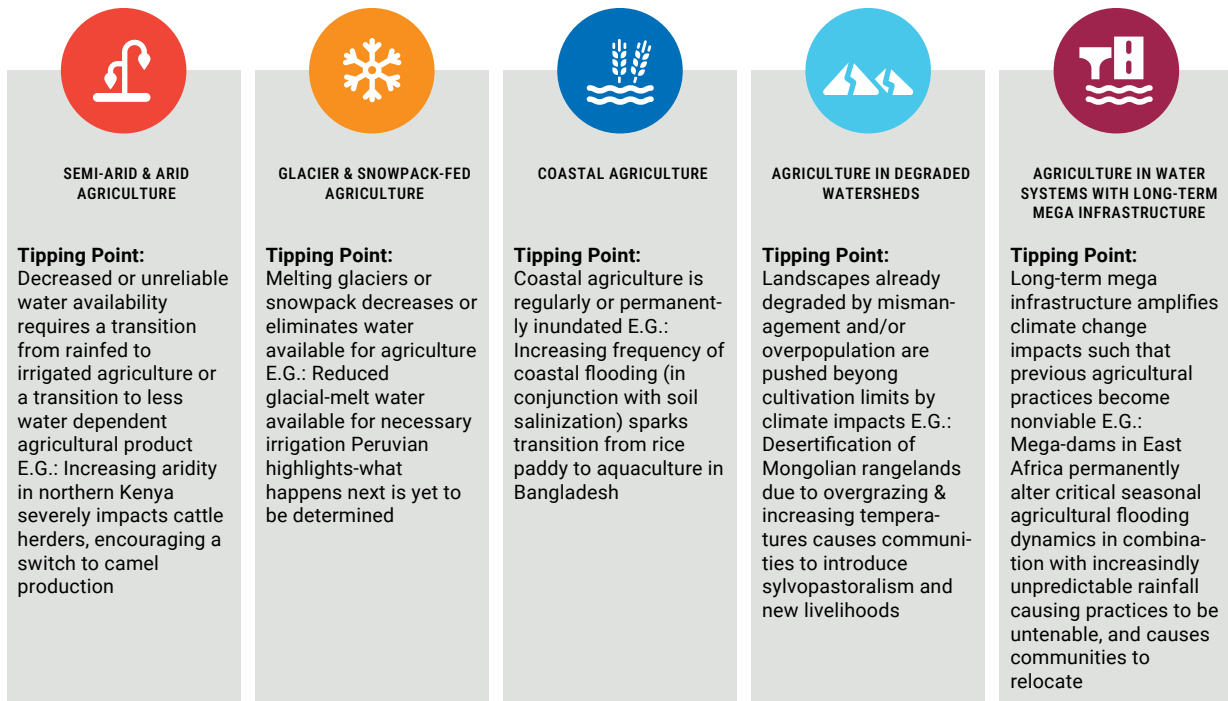 SEMI-ARID & ARID
AGRICULTURE
Tipping Point:
Decreased or unreliable
water availability
requires a transition
from rainfed to
irrigated agriculture or
a transition to less
water dependent
agricultural product
E.G.: Increasing aridity
in northern Kenya
severely impacts cattle
herders, encouraging a
switch to camel
production
GLACIER & SNOWPACK-FED
AGRICULTURE
Tipping Point:
Melting glaciers or
snowpack decreases or
eliminates water
available for agriculture
E.G.: Reduced
glacial-melt water
available for necessary
irrigation Peruvian
highlights-what
happens next is yet to
be determined
COASTAL AGRICULTURE
Tipping Point:
Coastal agriculture is
regularly or permanent-
ly inundated E.G.:
Increasing frequency of
coastal flooding (in
conjunction with soil
salinization) sparks
transition from rice
paddy to aquaculture in
Bangladesh
AGRICULTURE IN DEGRADED
WATERSHEDS
Tipping Point:
Landscapes already
degraded by misman-
agement and/or
overpopulation are
pushed beyong
cultivation limits by
climate impacts E.G.:
Desertification of
Mongolian rangelands
due to overgrazing &
increasing tempera-
tures causes communi-
ties to introduce
sylvopastoralism and
new livelihoods
AGRICULTURE IN WATER
SYSTEMS WITH LONG-TERM
MEGA INFRASTRUCTURE
Tipping Point:
Long-term mega
infrastructure amplifies
climate change
impacts such that
previous agricultural
practices become
nonviable E.G.:
Mega-dams in East
Africa permanently
alter critical seasonal
agricultural flooding
dynamics in combina-
tion with increasindly
unpredictable rainfall
causing practices to be
untenable, and causes
communities to
relocate